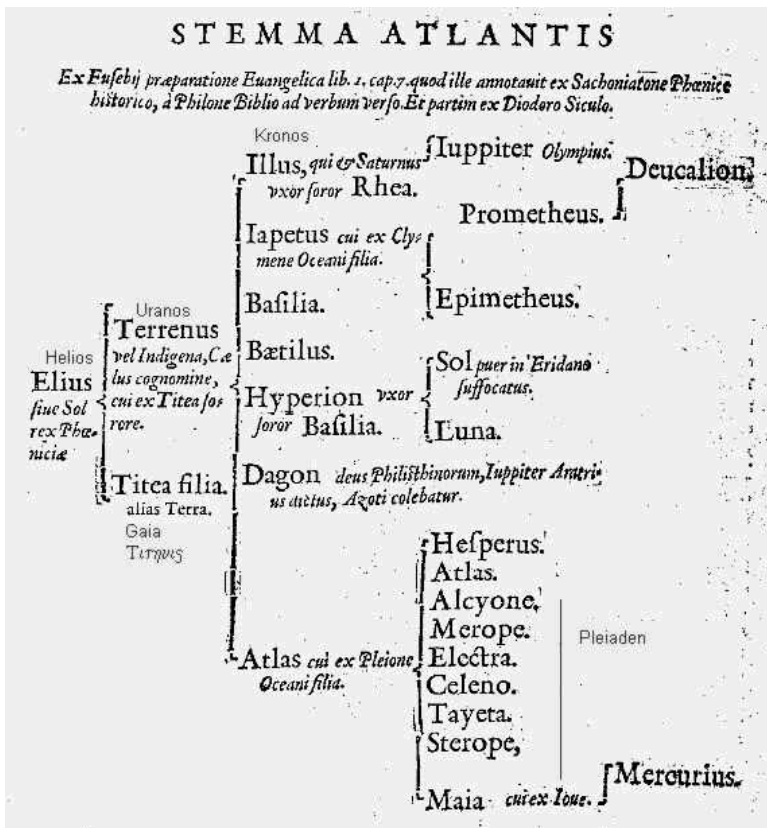 STEMMA ATLANTIS
Ex Euſebij præparatione Euangelica lib. 1. cap. 7. quod ille annotauit ex Sachoniatone Phœnice
hiſtorico, à Philone Biblio ad verbum verſo. Et partim ex Diodoro Siculo.
Kronos
Illus, qui & Saturnus
vxor ſoror Rhea.
Iuppiter Olympius.
Deucalion.
Prometheus.
Iapetus cui ex Cly-
mene Oceani filia.
Epimetheus.
Baſilia.
Uranos
Terrenus
vel Indigena, Cæ
lus cognomine,
cui ex Titea ſo-
rore.
Helios
Elius
ſiue Sol
rex Phœ-
niciæ
Bætilus.
Hyperion vxor
ſoror Baſilia.
Sol puer in Eridano
ſuffocatus.
Luna.
Titea filia.
alias Terra.
Gaia
Dagon deus Philiſthinorum, Iuppiter Aratri-
us dictus, Azoti colebatur.
Atlas cui ex Pleione
Oceani filia.
Heſperus.
Atlas.
Alcyone.
Merope.
Electra.
Celeno.
Tayeta.
Sterope,
Maia cui ex Ioue.
Pleiaden
Mercurius.